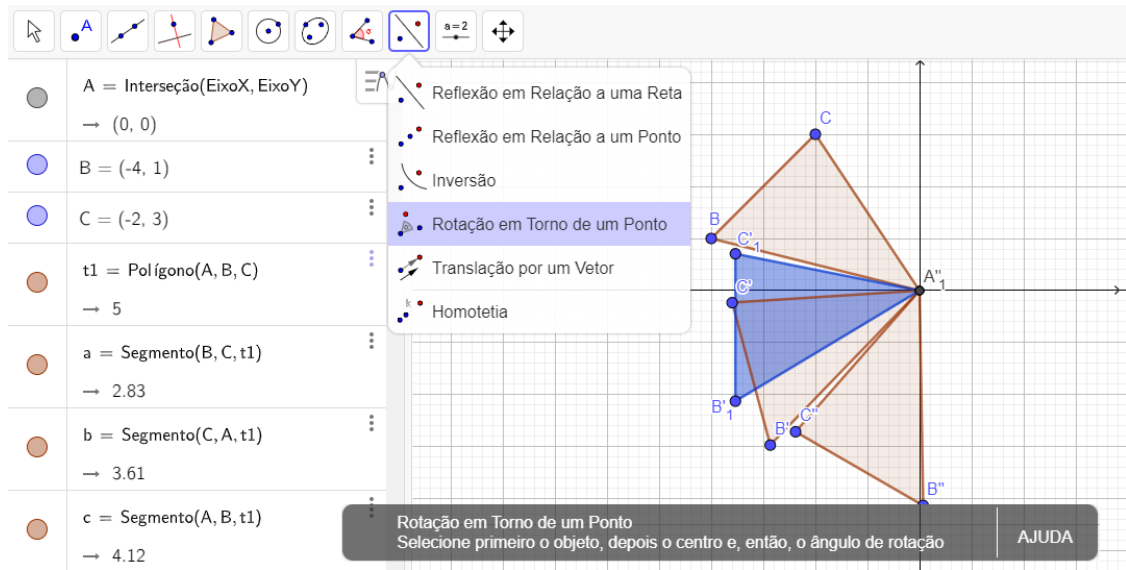 A
a=2
A = Interseção(EixoX, EixoY)
→ (0, 0)
B = (-4, 1)
C = (-2, 3)
t1 = Polígono(A, B, C)
→ 5
a = Segmento(B, C, t1)
→ 2.83
b = Segmento(C, A, t1)
→ 3.61
c = Segmento(A, B, t1)
→ 4.12
Reflexão em Relação a uma Reta
Reflexão em Relação a um Ponto
Inversão
Rotação em Torno de um Ponto
Translação por um Vetor
k
Homotetia
C
B
C'₁
C'
A"₁
B'₁
B'
C"
B"
Rotação em Torno de um Ponto
Selecione primeiro o objeto, depois o centro e, então, o ângulo de rotação
AJUDA